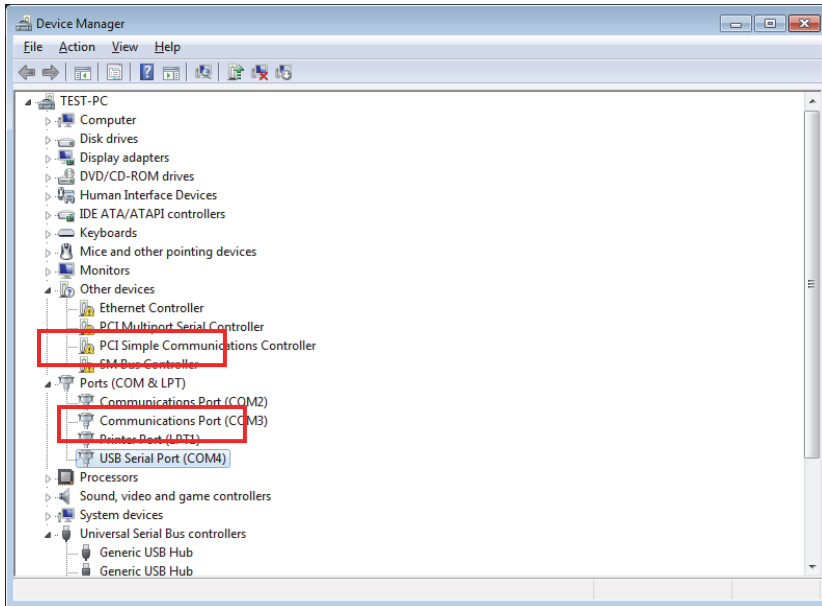 Device Manager
File Action View Help
TEST-PC
Computer
Disk drives
Display adapters
DVD/CD-ROM drives
Human Interface Devices
IDE ATA/ATAPI controllers
Keyboards
Mice and other pointing devices
Monitors
Other devices
Ethernet Controller
PCI Multiport Serial Controller
PCI Simple Communications Controller
SM Bus Controller
Ports (COM & LPT)
Communications Port (COM2)
Communications Port (COM3)
Printer Port (LPT1)
USB Serial Port (COM4)
Processors
Sound, video and game controllers
System devices
Universal Serial Bus controllers
Generic USB Hub
Generic USB Hub